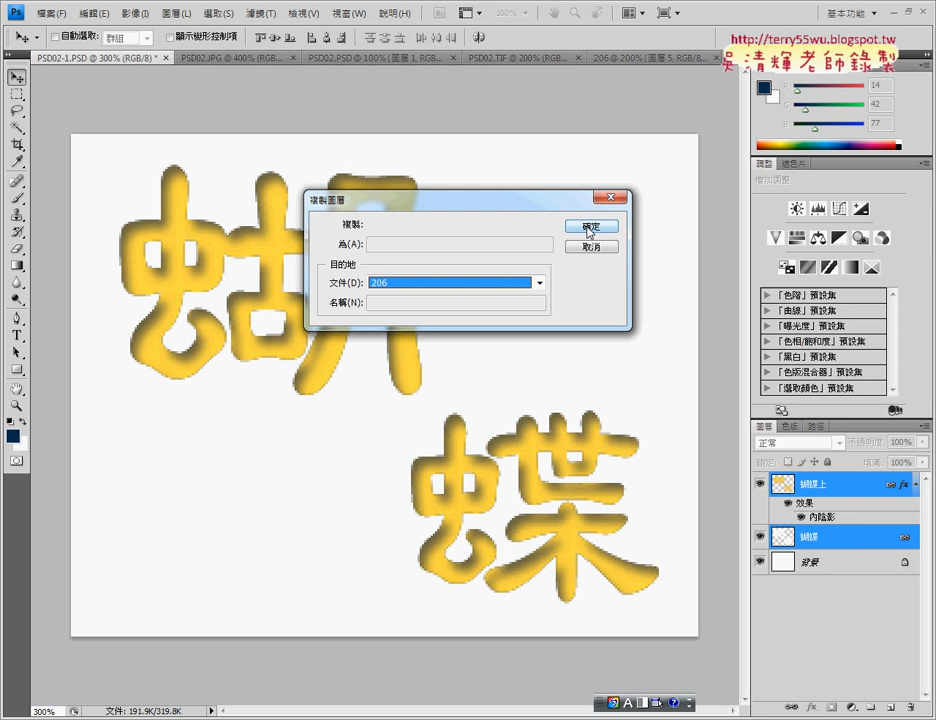 Ps 檔案(F) 編輯(E) 影像(I) 圖層(L) 選取(S) 濾鏡(T) 檢視(V) 視窗(W) 說明(H) 100% 基本功能
自動選取: 群組 顯示變形控制項
http://terry55wu.blogspot.tw
吳清輝老師錄製
PSD02-1.PSD @ 300% (RGB/8) * PSD02.JPG @ 400% (RGB/8... PSD02.PSD @ 100% (圖層 1, RGB... PSD02.TIF @ 200% (RGB/8... 206 @ 200% (圖層 5, RGB/8...
R 14
G 42
B 77
調整 遮色片
增加調整
「色階」預設集
「曲線」預設集
「曝光度」預設集
「色相/飽和度」預設集
「黑白」預設集
「色版混合器」預設集
「選取顏色」預設集
圖層 色版 路徑
正常 不透明度: 100%
鎖定: 填滿: 100%
蝴蝶上 fx
效果
內陰影
蝴蝶
背景
複製圖層
複製:
為(A):
目的地
文件(D): 206
名稱(N):
確定
取消
蝴
蝶
300% 文件: 191.9K/319.8K